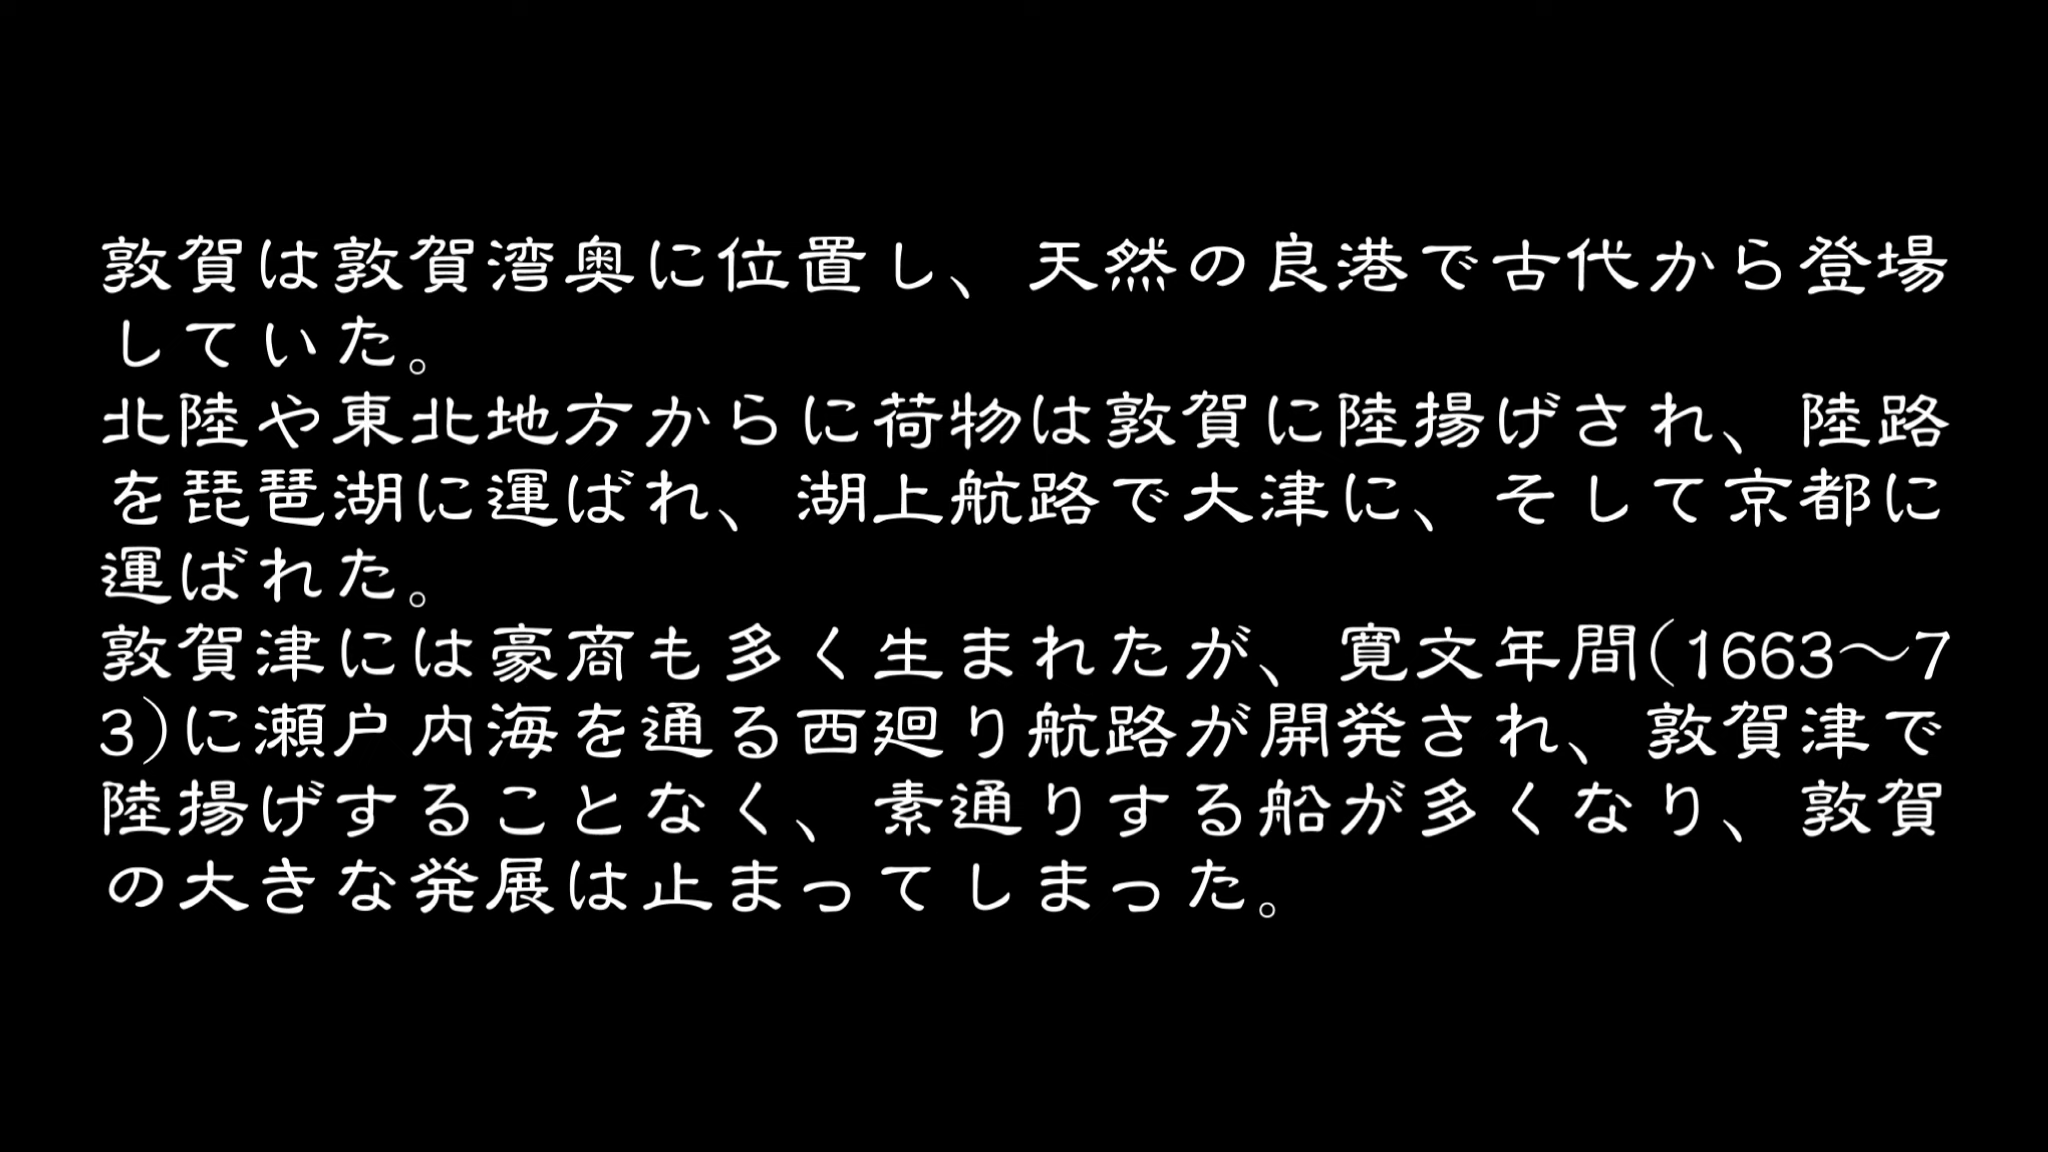 敦賀は敦賀湾奥に位置し、天然の良港で古代から登場
していた。
北陸や東北地方からに荷物は敦賀に陸揚げされ、陸路
を琵琶湖に運ばれ、湖上航路で大津に、そして京都に
運ばれた。
敦賀津には豪商も多く生まれたが、寛文年間(1663〜7
3)に瀬戸内海を通る西廻り航路が開発され、敦賀津で
陸揚げすることなく、素通りする船が多くなり、敦賀
の大きな発展は止まってしまった。